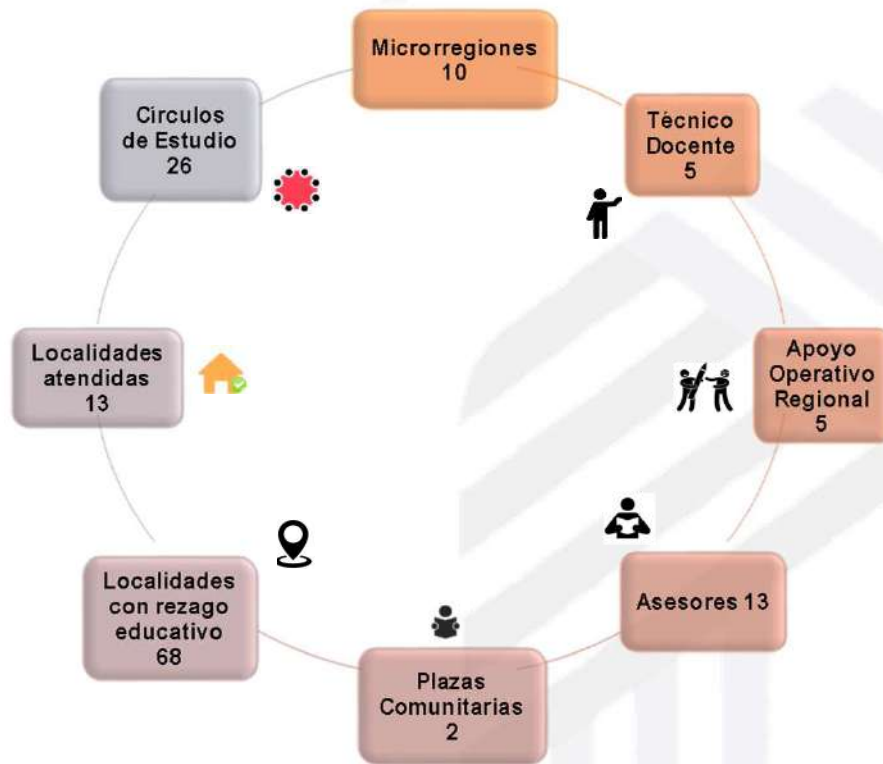 Microrregiones
10
Técnico
Docente
5
Apoyo
Operativo
Regional
5
Asesores 13
Plazas
Comunitarias
2
Localidades
con rezago
educativo
68
Localidades
atendidas
13
Círculos
de Estudio
26